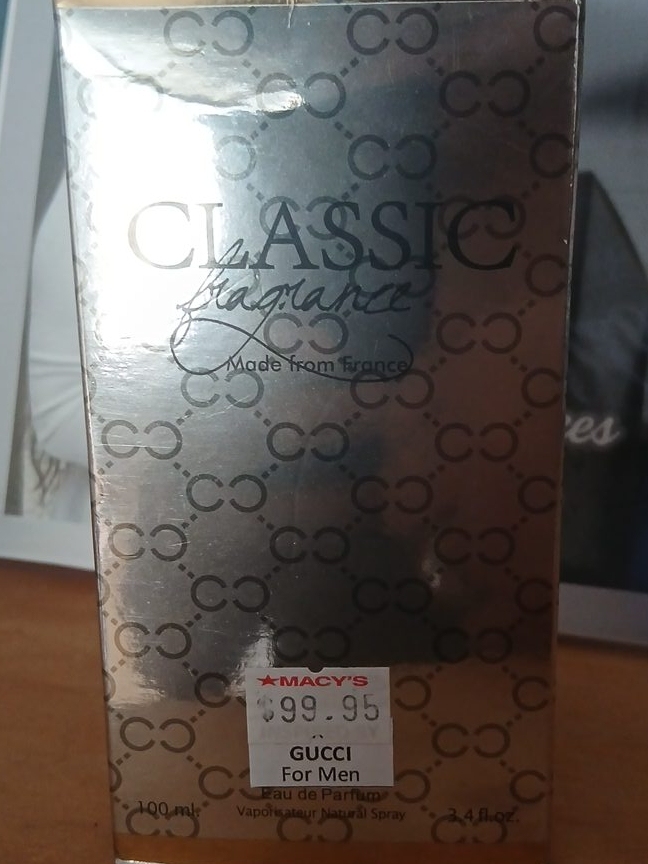 CLASSIC
fragrance
Made from France
ces
★MACY'S
$99.95
GUCCI
For Men
Eau de Parfum
100 ml.
Vaporisateur Natural Spray
3.4 fl.oz.